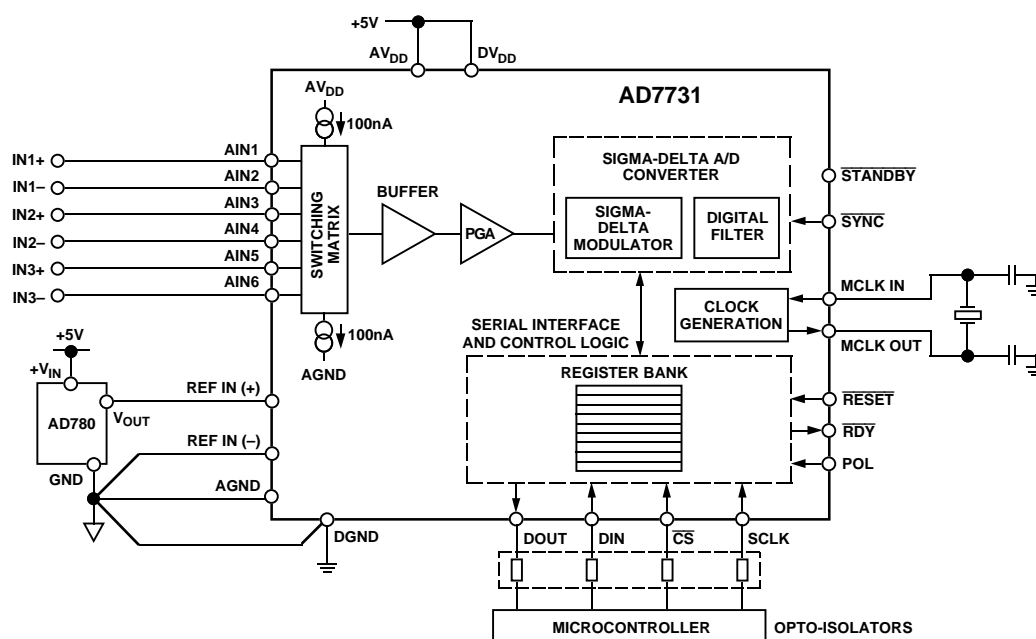 +5V
AVDD
DVDD
AD7731
AVDD
100nA
IN1+
IN1–
IN2+
IN2–
IN3+
IN3–
AIN1
AIN2
AIN3
AIN4
AIN5
AIN6
SWITCHING
MATRIX
BUFFER
PGA
SIGMA-DELTA A/D
CONVERTER
SIGMA-
DELTA
MODULATOR
DIGITAL
FILTER
STANDBY
SYNC
MCLK IN
CLOCK
GENERATION
MCLK OUT
100nA
AGND
SERIAL INTERFACE
AND CONTROL LOGIC
REGISTER BANK
RESET
RDY
POL
+5V
+VIN
AD780
VOUT
GND
REF IN (+)
REF IN (–)
AGND
DGND
DOUT
DIN
CS
SCLK
MICROCONTROLLER
OPTO-ISOLATORS